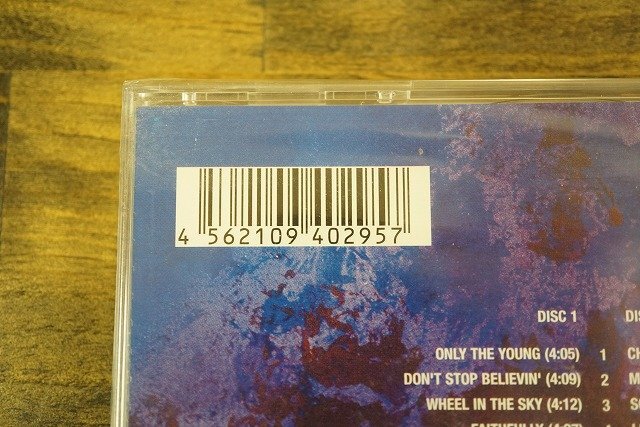 4 562109 402957
DISC 1
ONLY THE YOUNG (4:05) 1
DON'T STOP BELIEVIN' (4:09) 2
WHEEL IN THE SKY (4:12) 3
FAITHFULLY